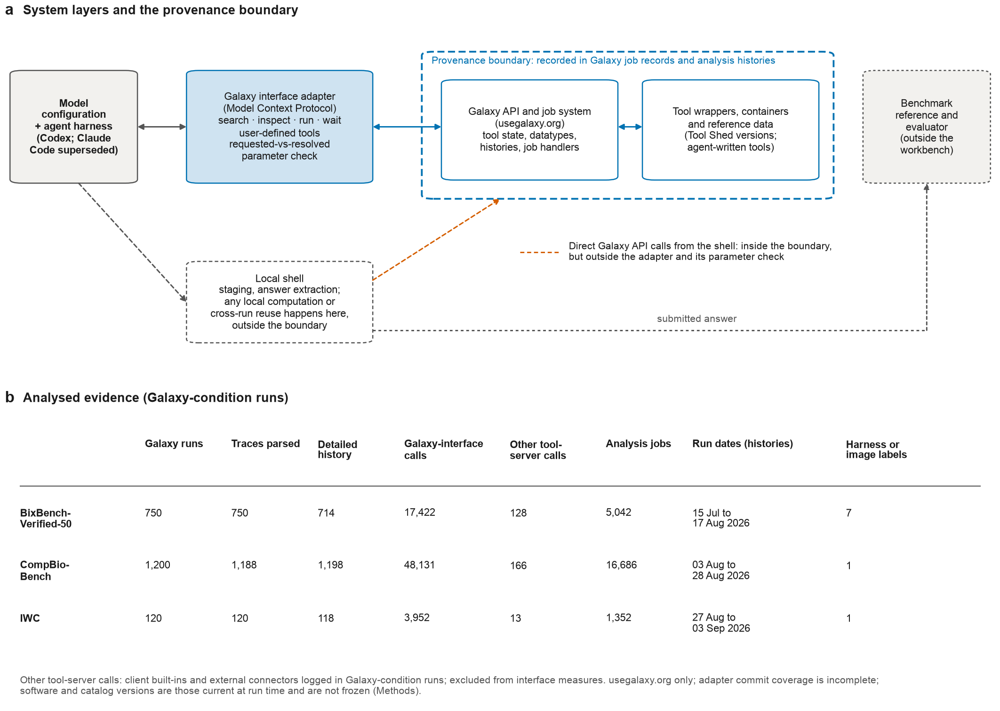 a System layers and the provenance boundary
Provenance boundary: recorded in Galaxy job records and analysis histories
Model
configuration
+ agent harness
(Codex; Claude
Code superseded)
Galaxy interface adapter
(Model Context Protocol)
search · inspect · run · wait
user-defined tools
requested-vs-resolved
parameter check
Galaxy API and job system
(usegalaxy.org)
tool state, datatypes,
histories, job handlers
Tool wrappers, containers
and reference data
(Tool Shed versions;
agent-written tools)
Benchmark
reference and
evaluator
(outside the
workbench)
Direct Galaxy API calls from the shell: inside the boundary,
but outside the adapter and its parameter check
Local shell
staging, answer extraction;
any local computation or
cross-run reuse happens here,
outside the boundary
submitted answer
b Analysed evidence (Galaxy-condition runs)
Galaxy runs
Traces parsed
Detailed
history
Galaxy-interface
calls
Other tool-
server calls
Analysis jobs
Run dates (histories)
Harness or
image labels
BixBench-
Verified-50
750
750
714
17,422
128
5,042
15 Jul to
17 Aug 2026
7
CompBio-
Bench
1,200
1,188
1,198
48,131
166
16,686
03 Aug to
28 Aug 2026
1
IWC
120
120
118
3,952
13
1,352
27 Aug to
03 Sep 2026
1
Other tool-server calls: client built-ins and external connectors logged in Galaxy-condition runs; excluded from interface measures. usegalaxy.org only; adapter commit coverage is incomplete;
software and catalog versions are those current at run time and are not frozen (Methods).